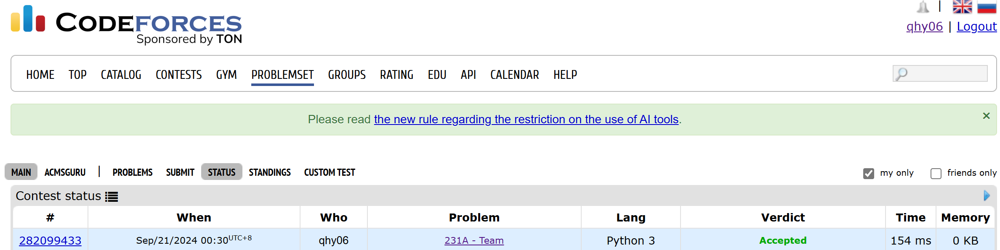 |
CODEFORCES
Sponsored by TON
qhy06 | Logout
HOME TOP CATALOG CONTESTS GYM PROBLEMSET GROUPS RATING EDU API CALENDAR HELP
Please read the new rule regarding the restriction on the use of AI tools. ×
MAIN ACMSGURU | PROBLEMS SUBMIT STATUS STANDINGS CUSTOM TEST my only friends only
Contest status
# When Who Problem Lang Verdict Time Memory
282099433 Sep/21/2024 00:30UTC+8 qhy06 231A - Team Python 3 Accepted 154 ms 0 KB